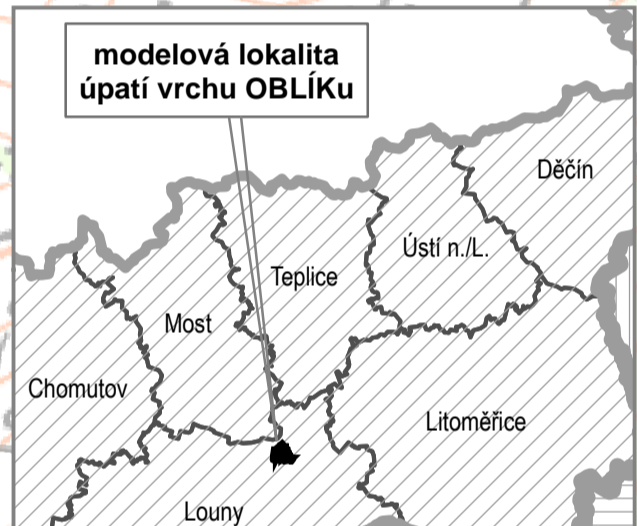 modelová lokalita
úpatí vrchu OBLÍKu
Děčín
Ústí n./L.
Teplice
Most
Chomutov
Litoměřice
Louny